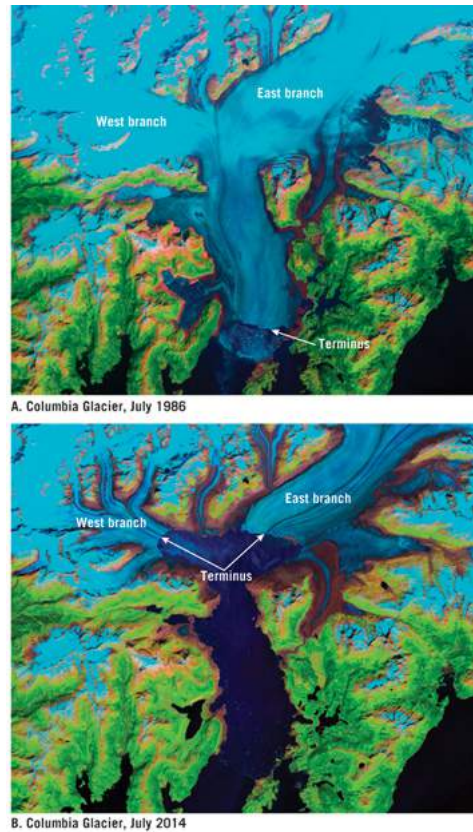 East branch
West branch
Terminus
A. Columbia Glacier, July 1986
East branch
West branch
Terminus
B. Columbia Glacier, July 2014